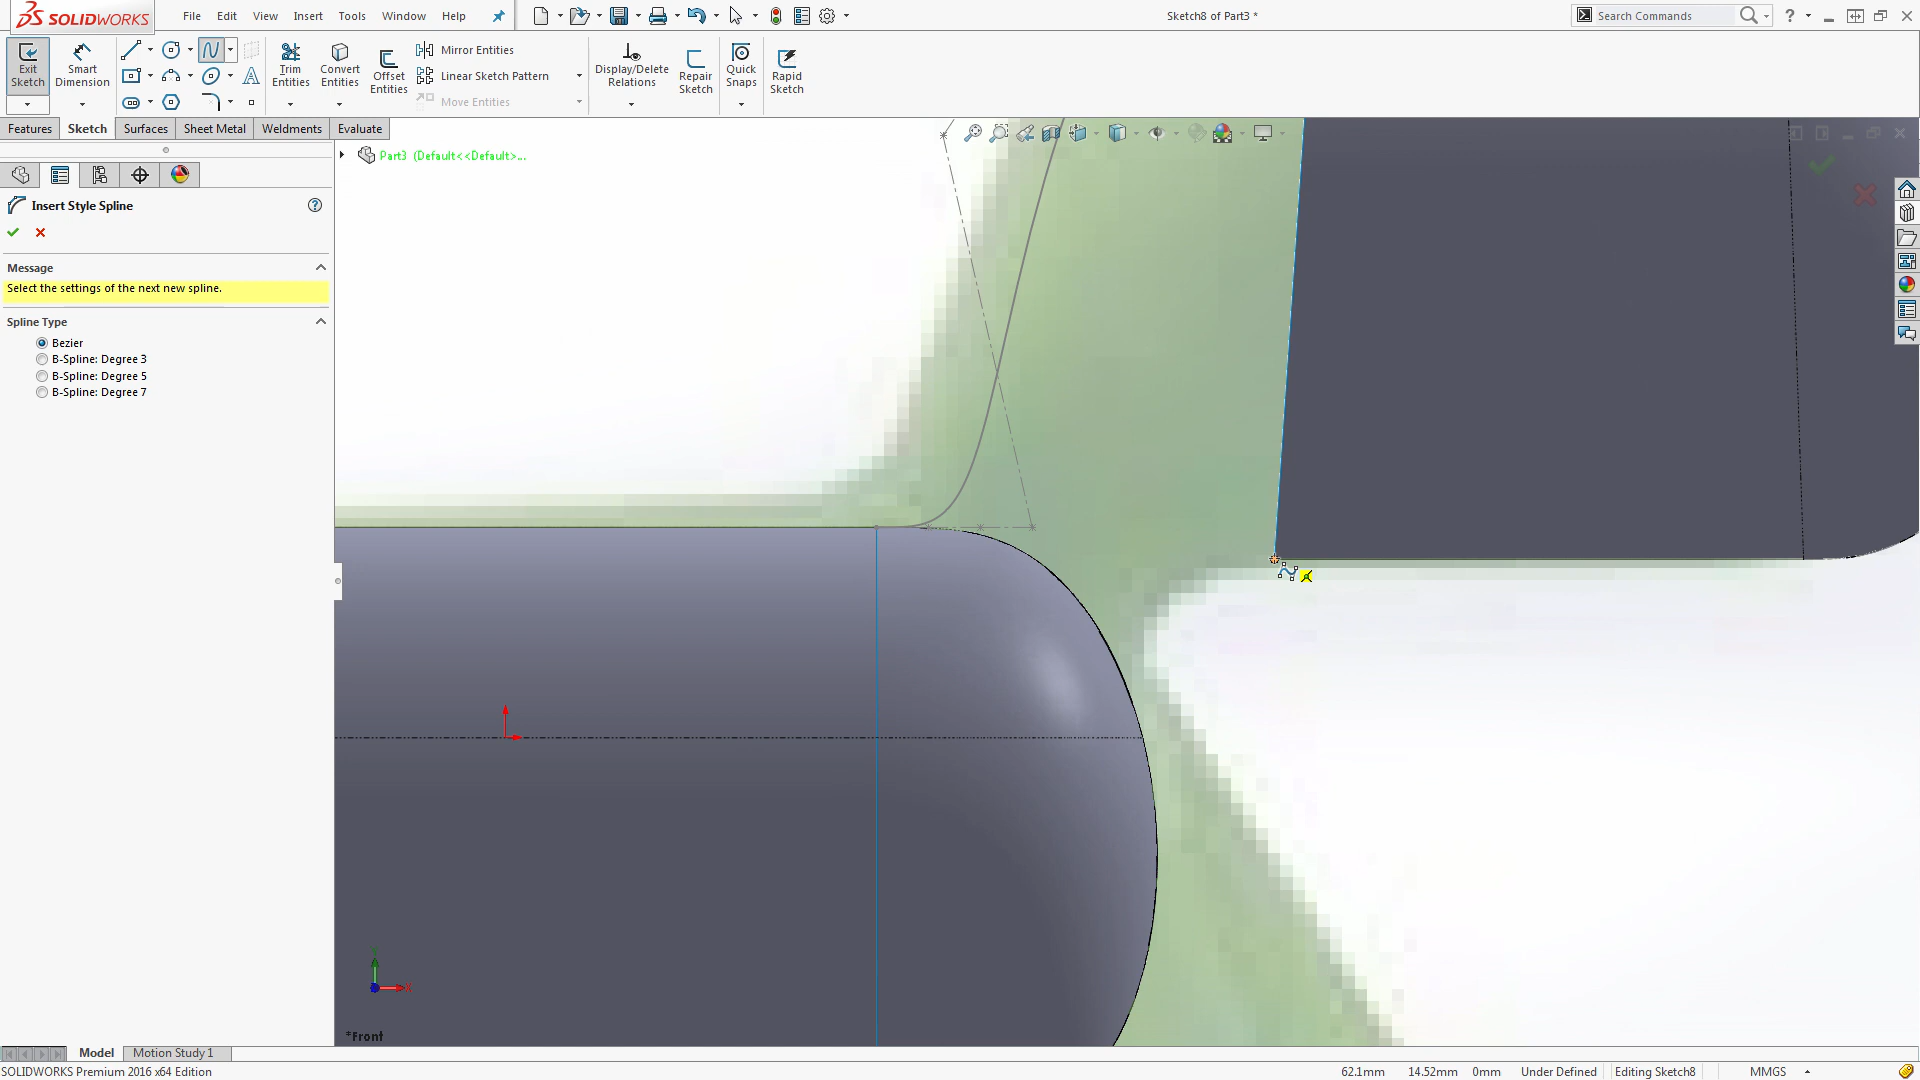 SOLIDWORKS
File Edit View Insert Tools Window Help
Sketch8 of Part3 *
Search Commands
Exit Sketch
Smart Dimension
Trim Entities
Convert Entities
Offset Entities
Mirror Entities
Linear Sketch Pattern
Move Entities
Display/Delete Relations
Repair Sketch
Quick Snaps
Rapid Sketch
Features Sketch Surfaces Sheet Metal Weldments Evaluate
Part3 (Default<<Default>...
Insert Style Spline
Message
Select the settings of the next new spline.
Spline Type
Bezier
B-Spline: Degree 3
B-Spline: Degree 5
B-Spline: Degree 7
*Front
Model Motion Study 1
SOLIDWORKS Premium 2016 x64 Edition
62.1mm 14.52mm 0mm Under Defined Editing Sketch8 MMGS